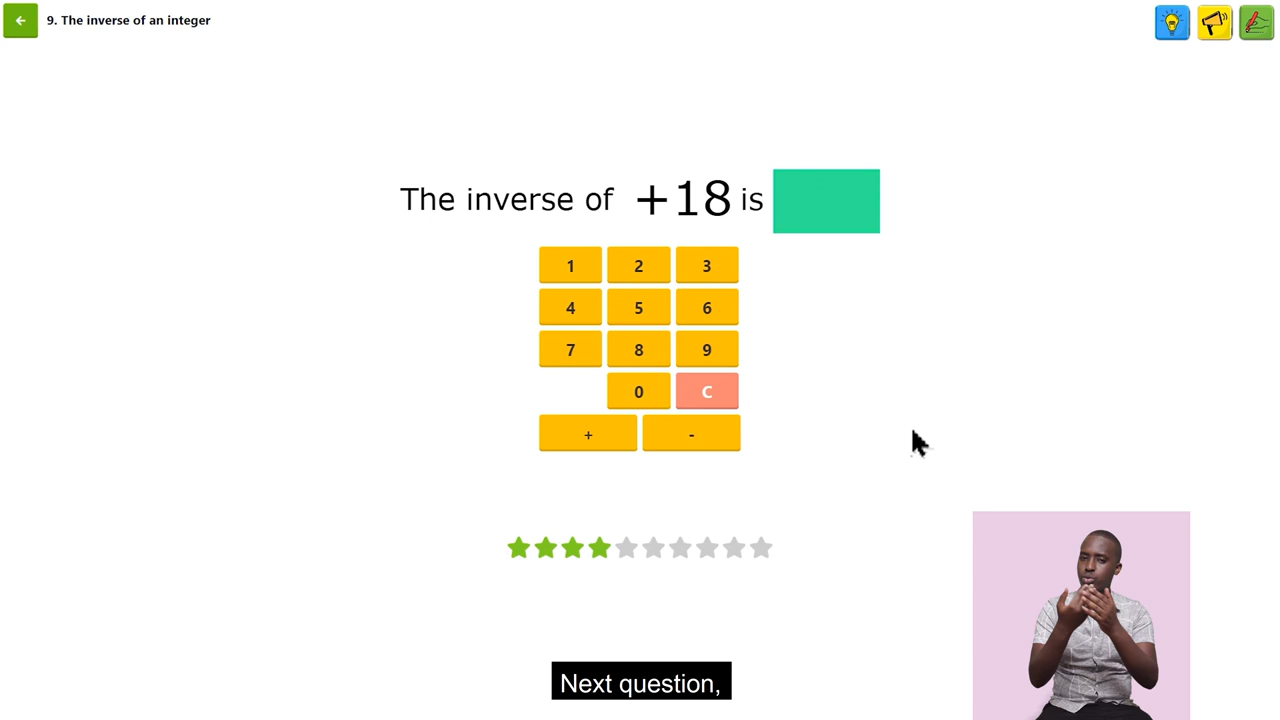 9. The inverse of an integer
The inverse of +18 is
1 2 3
4 5 6
7 8 9
0 C
+ -
Next question,